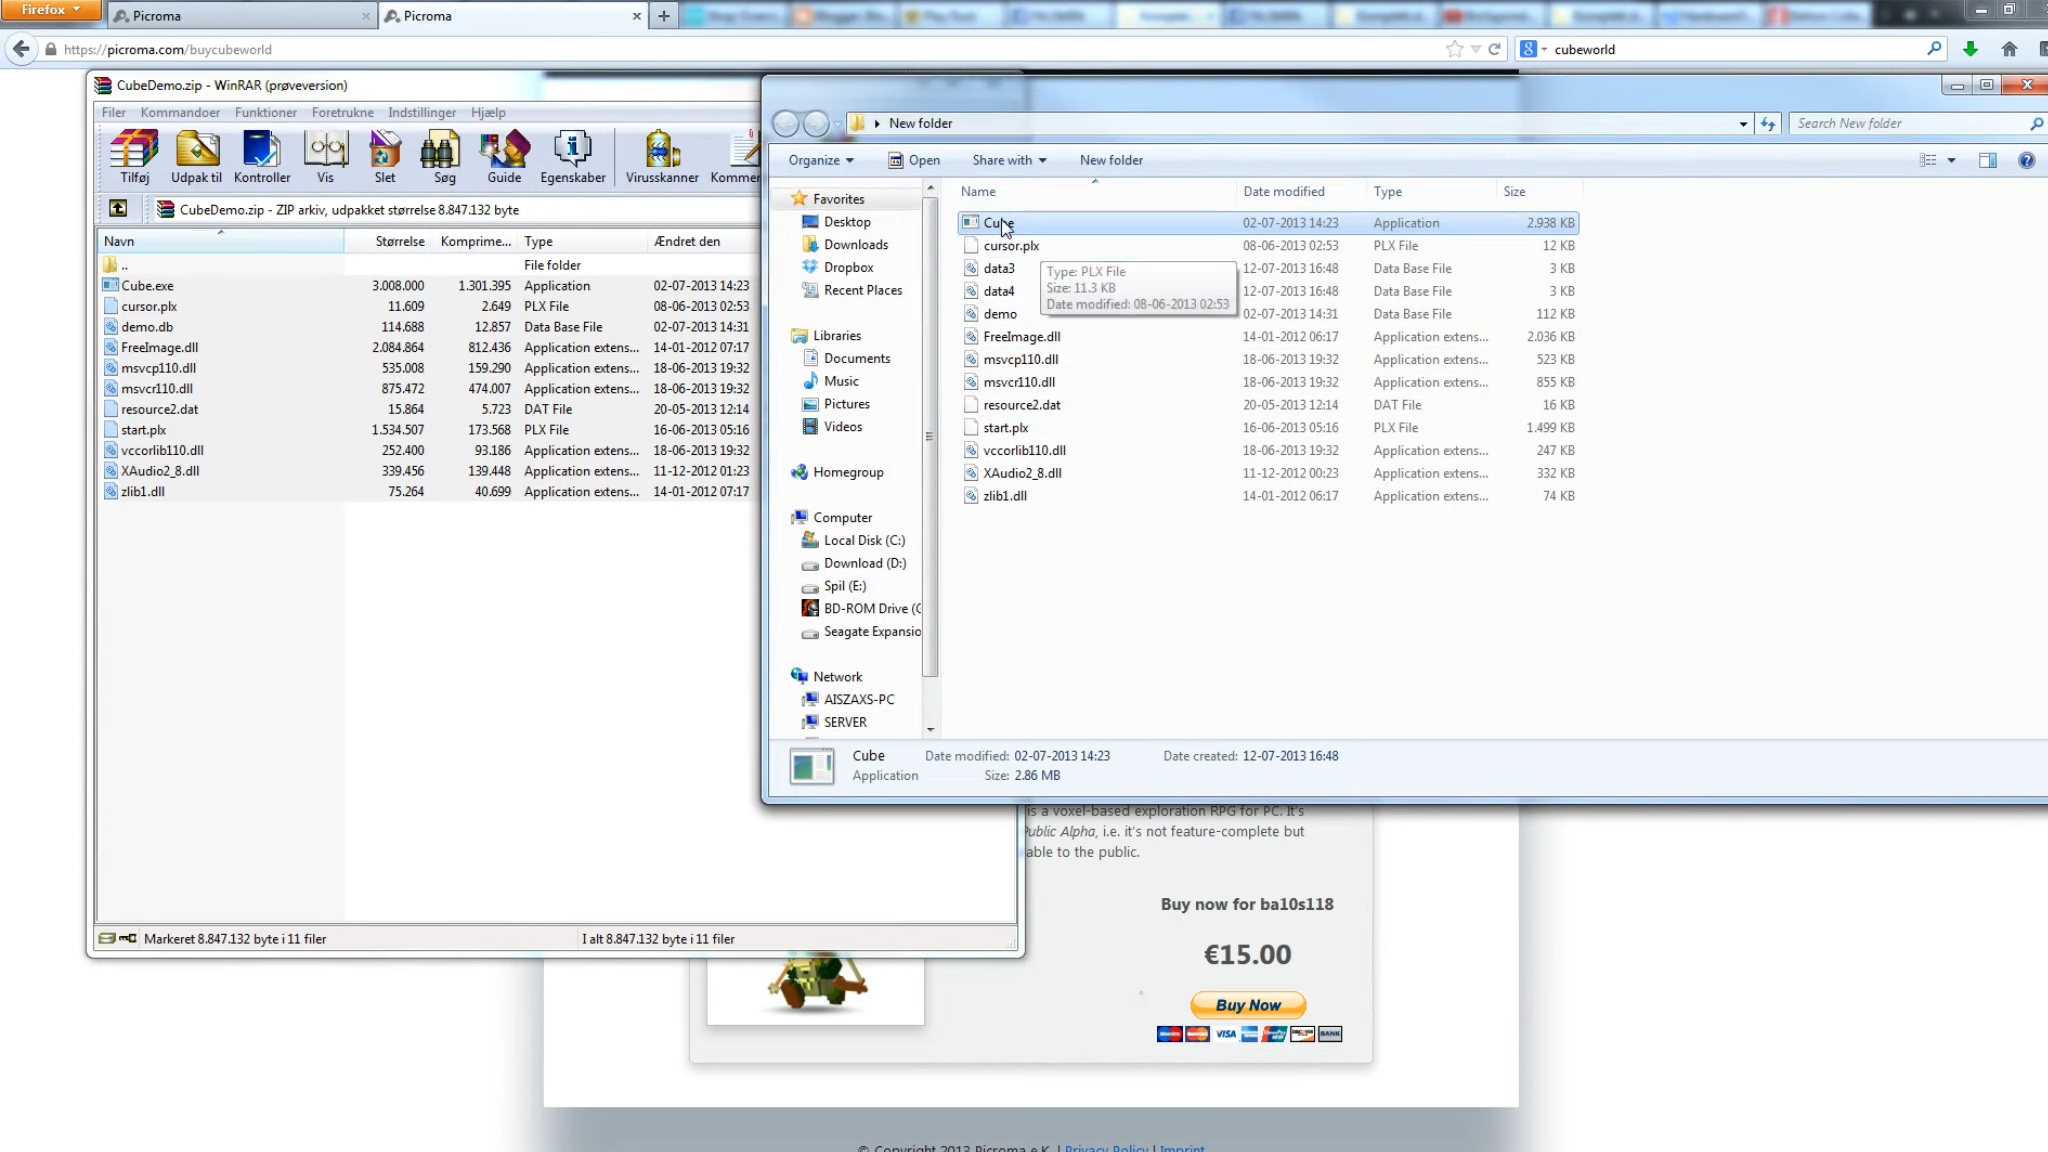 Firefox
Picroma
Picroma
https://picroma.com/buycubeworld
cubeworld
CubeDemo.zip - WinRAR (prøveversion)
Filer Kommandoer Funktioner Foretrukne Indstillinger Hjælp
Tilføj Udpak til Kontroller Vis Slet Søg Guide Egenskaber Virusskanner Kommen
CubeDemo.zip - ZIP arkiv, udpakket størrelse 8.847.132 byte
Navn Størrelse Komprime... Type Ændret den
.. File folder
Cube.exe 3.008.000 1.301.395 Application 02-07-2013 14:23
cursor.plx 11.609 2.649 PLX File 08-06-2013 02:53
demo.db 114.688 12.857 Data Base File 02-07-2013 14:31
FreeImage.dll 2.084.864 812.436 Application extens... 14-01-2012 07:17
msvcp110.dll 535.008 159.290 Application extens... 18-06-2013 19:32
msvcr110.dll 875.472 474.007 Application extens... 18-06-2013 19:32
resource2.dat 15.864 5.723 DAT File 20-05-2013 12:14
start.plx 1.534.507 173.568 PLX File 16-06-2013 05:16
vccorlib110.dll 252.400 93.186 Application extens... 18-06-2013 19:32
XAudio2_8.dll 339.456 139.448 Application extens... 11-12-2012 01:23
zlib1.dll 75.264 40.699 Application extens... 14-01-2012 07:17
Markeret 8.847.132 byte i 11 filer I alt 8.847.132 byte i 11 filer
New folder
Search New folder
Organize Open Share with New folder
Favorites
Desktop
Downloads
Dropbox
Recent Places
Libraries
Documents
Music
Pictures
Videos
Homegroup
Computer
Local Disk (C:)
Download (D:)
Spil (E:)
BD-ROM Drive (G
Seagate Expansio
Network
AISZAXS-PC
SERVER
Name Date modified Type Size
Cube 02-07-2013 14:23 Application 2.938 KB
cursor.plx 08-06-2013 02:53 PLX File 12 KB
data3 12-07-2013 16:48 Data Base File 3 KB
data4 12-07-2013 16:48 Data Base File 3 KB
demo 02-07-2013 14:31 Data Base File 112 KB
FreeImage.dll 14-01-2012 06:17 Application extens... 2.036 KB
msvcp110.dll 18-06-2013 19:32 Application extens... 523 KB
msvcr110.dll 18-06-2013 19:32 Application extens... 855 KB
resource2.dat 20-05-2013 12:14 DAT File 16 KB
start.plx 16-06-2013 05:16 PLX File 1.499 KB
vccorlib110.dll 18-06-2013 19:32 Application extens... 247 KB
XAudio2_8.dll 11-12-2012 00:23 Application extens... 332 KB
zlib1.dll 14-01-2012 06:17 Application extens... 74 KB
Type: PLX File
Size: 11.3 KB
Date modified: 08-06-2013 02:53
Cube Date modified: 02-07-2013 14:23 Date created: 12-07-2013 16:48
Application Size: 2.86 MB
is a voxel-based exploration RPG for PC. It's
Public Alpha, i.e. it's not feature-complete but
able to the public.
Buy now for ba10s118
€15.00
Buy Now
VISA
BANK
© Copyright 2013 Picroma e.K. | Privacy Policy | Imprint